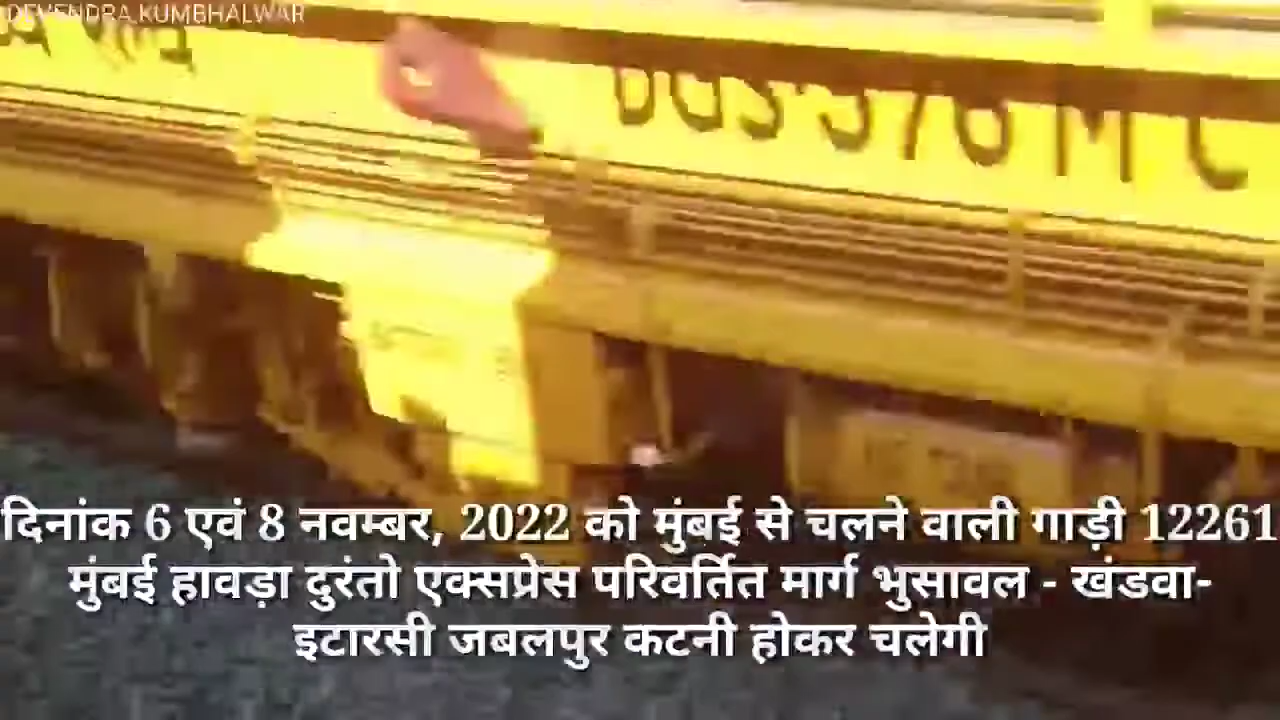 DEVENDRA KUMBHALWAR
दिनांक 6 एवं 8 नवम्बर, 2022 को मुंबई से चलने वाली गाड़ी 12261
मुंबई हावड़ा दुरंतो एक्सप्रेस परिवर्तित मार्ग भुसावल - खंडवा-
इटारसी जबलपुर कटनी होकर चलेगी